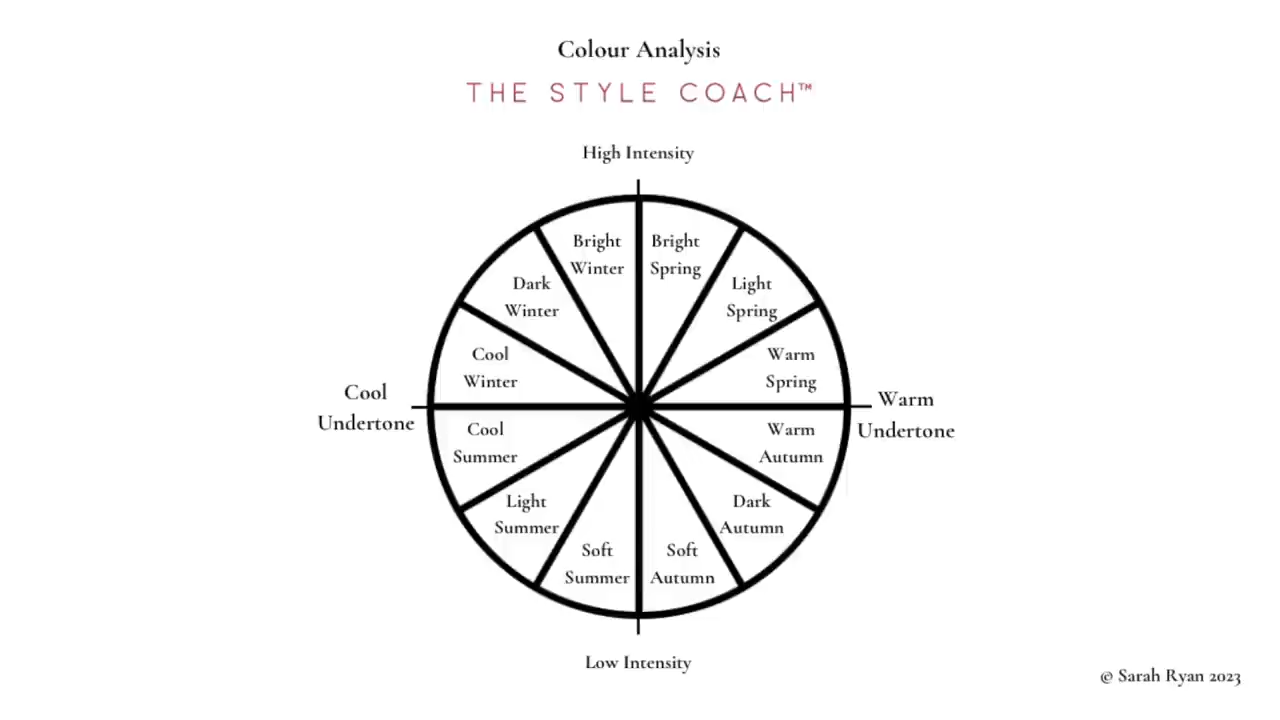 Colour Analysis
THE STYLE COACH™
High Intensity
Bright
Winter
Bright
Spring
Dark
Winter
Light
Spring
Cool
Winter
Warm
Spring
Cool
Undertone
Warm
Undertone
Cool
Summer
Warm
Autumn
Light
Summer
Dark
Autumn
Soft
Summer
Soft
Autumn
Low Intensity
© Sarah Ryan 2023